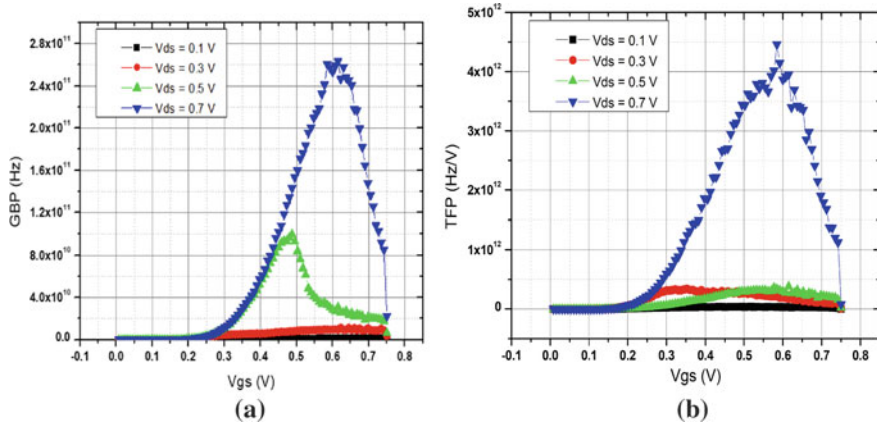 2.8x10¹¹
2.4x10¹¹
2.0x10¹¹
1.6x10¹¹
1.2x10¹¹
8.0x10¹⁰
4.0x10¹⁰
0.0
GBP (Hz)
Vds = 0.1 V
Vds = 0.3 V
Vds = 0.5 V
Vds = 0.7 V
-0.1 0.0 0.1 0.2 0.3 0.4 0.5 0.6 0.7 0.8
Vgs (V)
(a)
5x10¹²
4x10¹²
3x10¹²
2x10¹²
1x10¹²
0
TFP (Hz/V)
Vds = 0.1 V
Vds = 0.3 V
Vds = 0.5 V
Vds = 0.7 V
-0.1 0.0 0.1 0.2 0.3 0.4 0.5 0.6 0.7 0.8
Vgs (V)
(b)